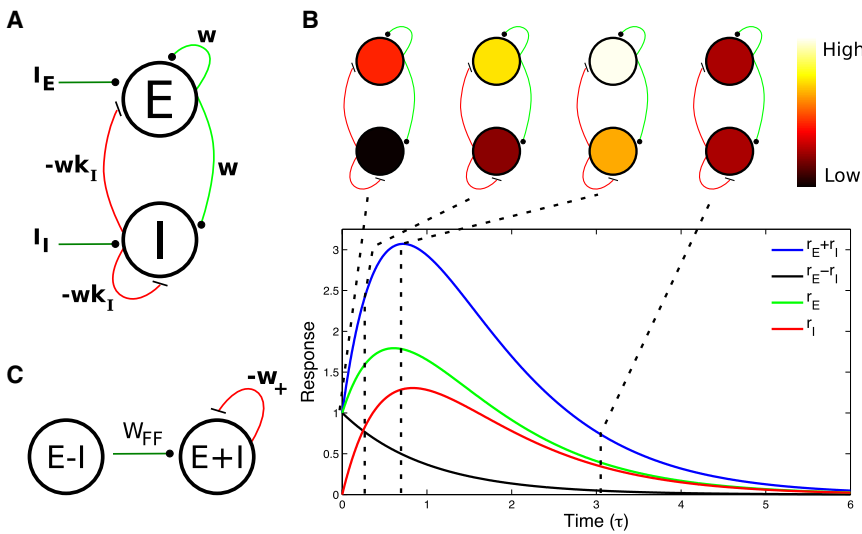 A
w
I_E
E
-wk_I
w
I_I
I
-wk_I
B
High
Low
3
2.5
2
1.5
1
0.5
0
Response
r_E+r_I
r_E−r_I
r_E
r_I
0 1 2 3 4 5 6
Time (τ)
C
-w_+
W_FF
E-I
E+I